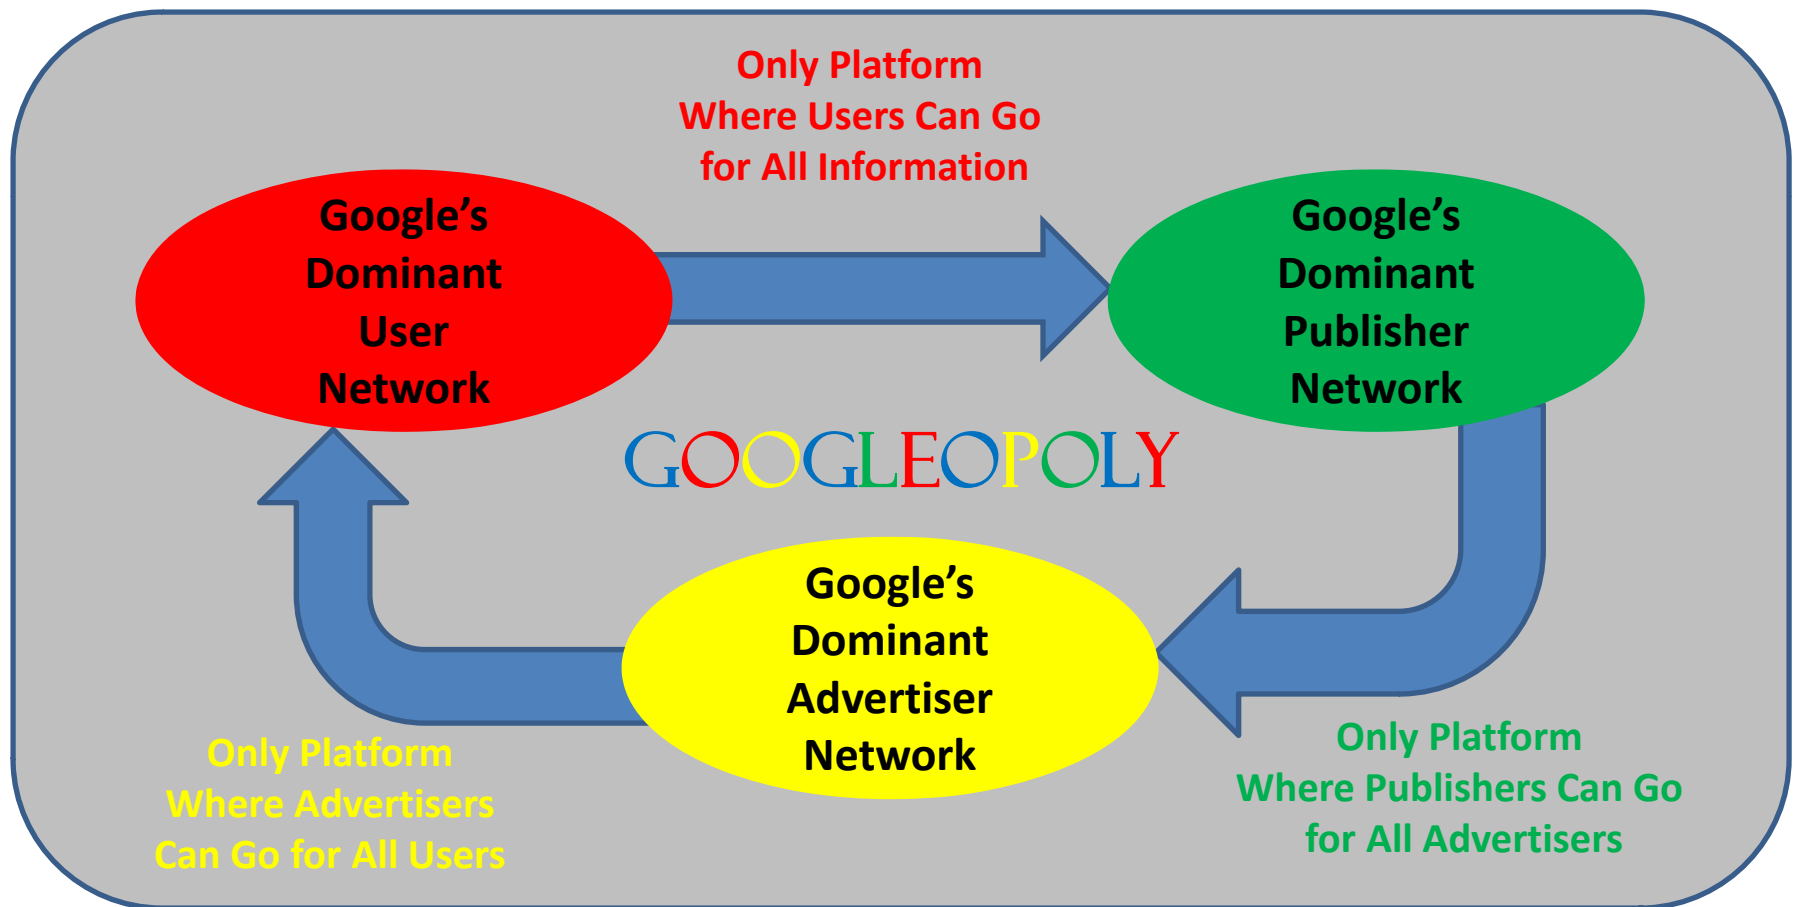 Only Platform
Where Users Can Go
for All Information
Google’s
Dominant
User
Network
Google’s
Dominant
Publisher
Network
GOOGLEOPOLY
Google’s
Dominant
Advertiser
Network
Only Platform
Where Advertisers
Can Go for All Users
Only Platform
Where Publishers Can Go
for All Advertisers